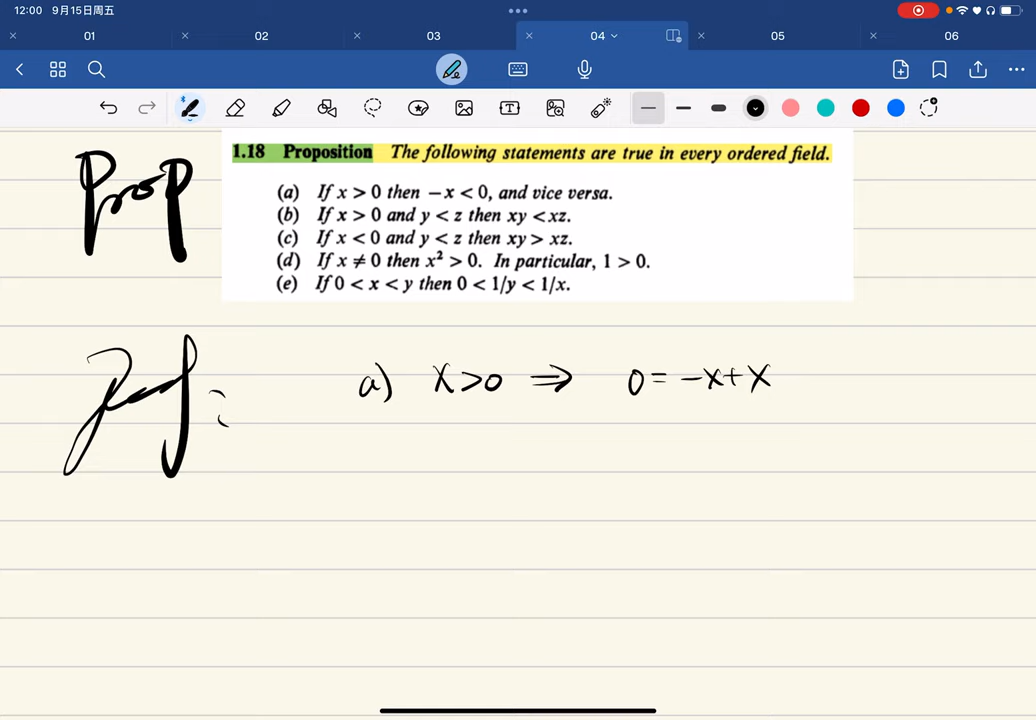 12:00 9月15日周五
01 02 03 04 05 06
Prop
1.18 Proposition The following statements are true in every ordered field.
(a) If x > 0 then −x < 0, and vice versa.
(b) If x > 0 and y < z then xy < xz.
(c) If x < 0 and y < z then xy > xz.
(d) If x ≠ 0 then x² > 0. In particular, 1 > 0.
(e) If 0 < x < y then 0 < 1/y < 1/x.
Proof :
a) x>0 ⇒ 0=-x+x